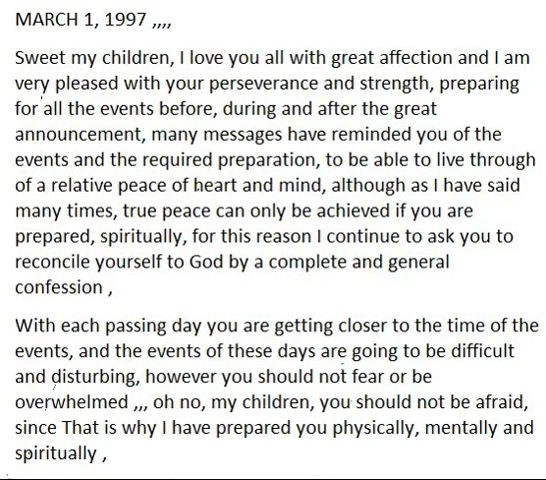 MARCH 1, 1997 ,,,,
Sweet my children, I love you all with great affection and I am
very pleased with your perseverance and strength, preparing
for all the events before, during and after the great
announcement, many messages have reminded you of the
events and the required preparation, to be able to live through
of a relative peace of heart and mind, although as I have said
many times, true peace can only be achieved if you are
prepared, spiritually, for this reason I continue to ask you to
reconcile yourself to God by a complete and general
confession ,
With each passing day you are getting closer to the time of the
events, and the events of these days are going to be difficult
and disturbing, however you should not fear or be
overwhelmed ,,, oh no, my children, you should not be afraid,
since That is why I have prepared you physically, mentally and
spiritually ,